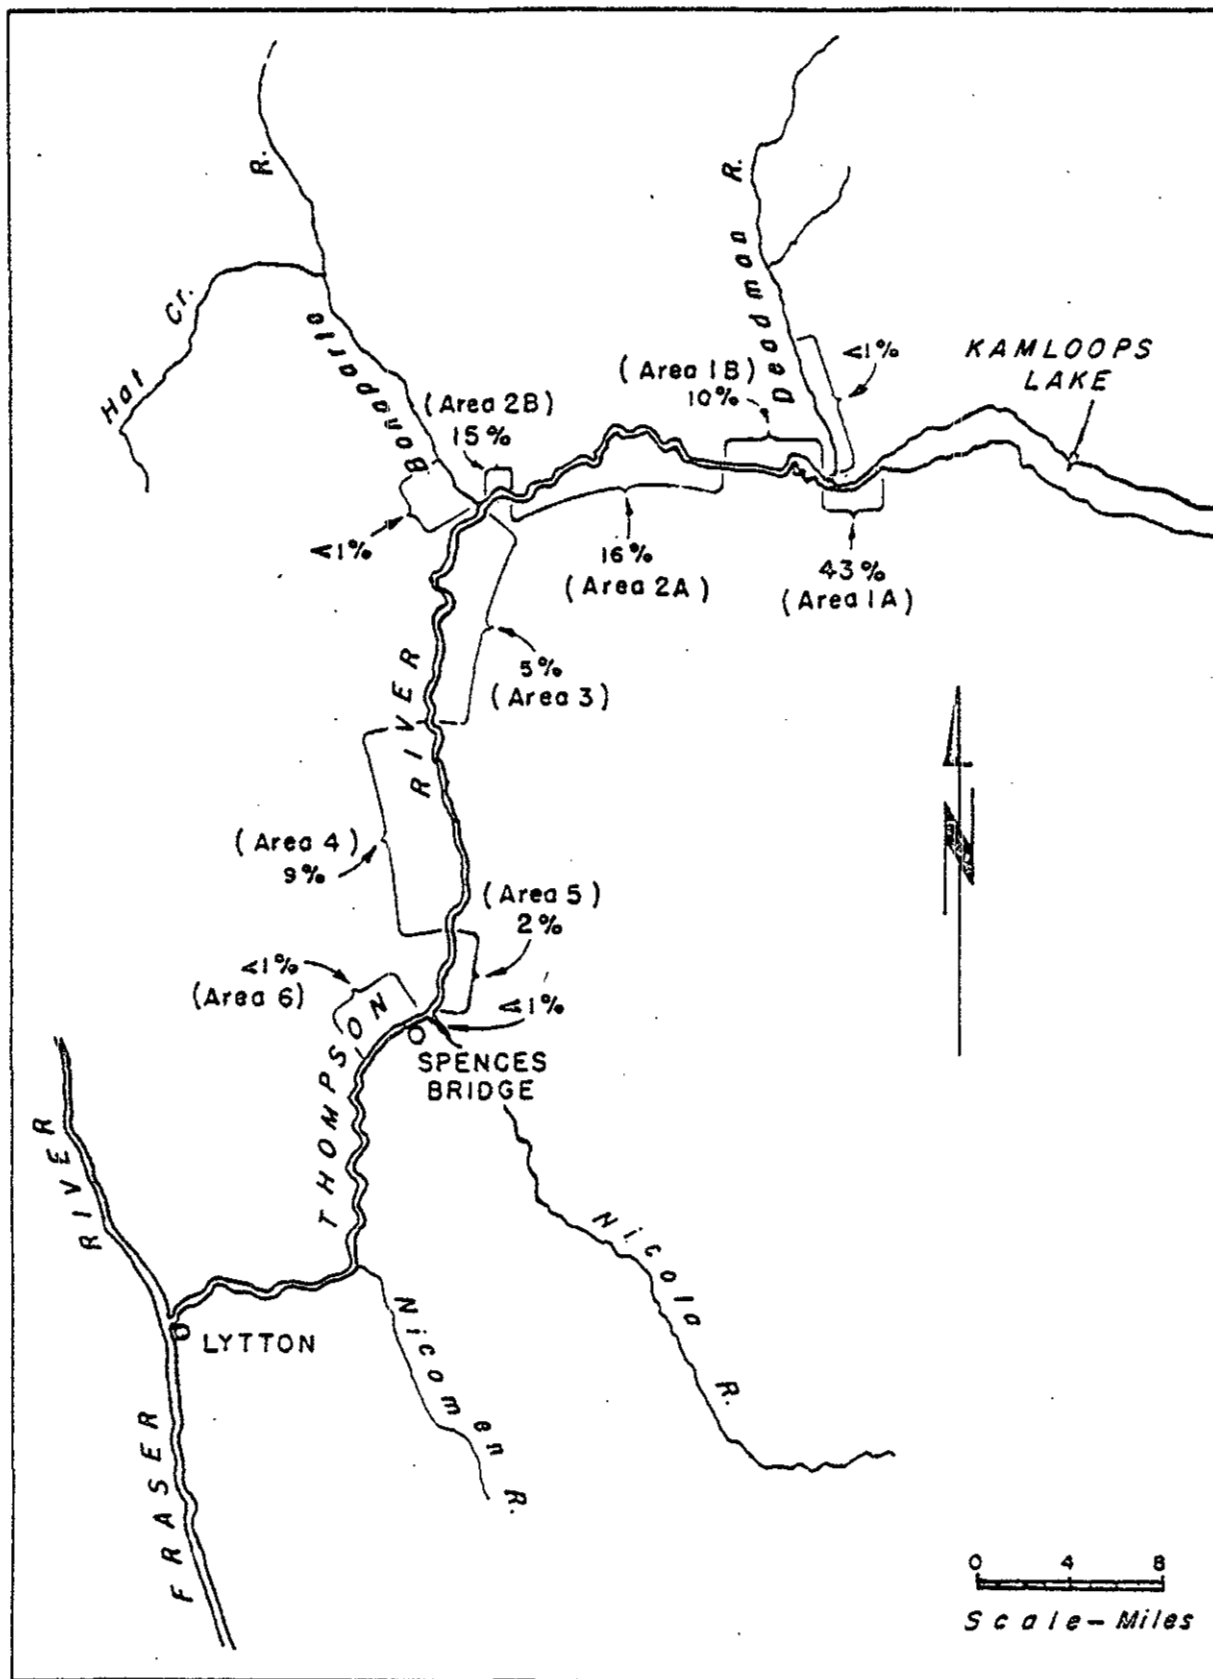 Bonaparte R.
Hat Cr.
Deadman R.
KAMLOOPS
LAKE
<1%
(Area 1B)
10%
(Area 2B)
15%
<1%
16%
(Area 2A)
43%
(Area 1A)
5%
(Area 3)
(Area 4)
9%
(Area 5)
2%
<1%
(Area 6)
<1%
SPENCES
BRIDGE
THOMPSON RIVER
Nicola R.
Nicomen R.
LYTTON
FRASER RIVER
N
0 4 8
Scale-Miles